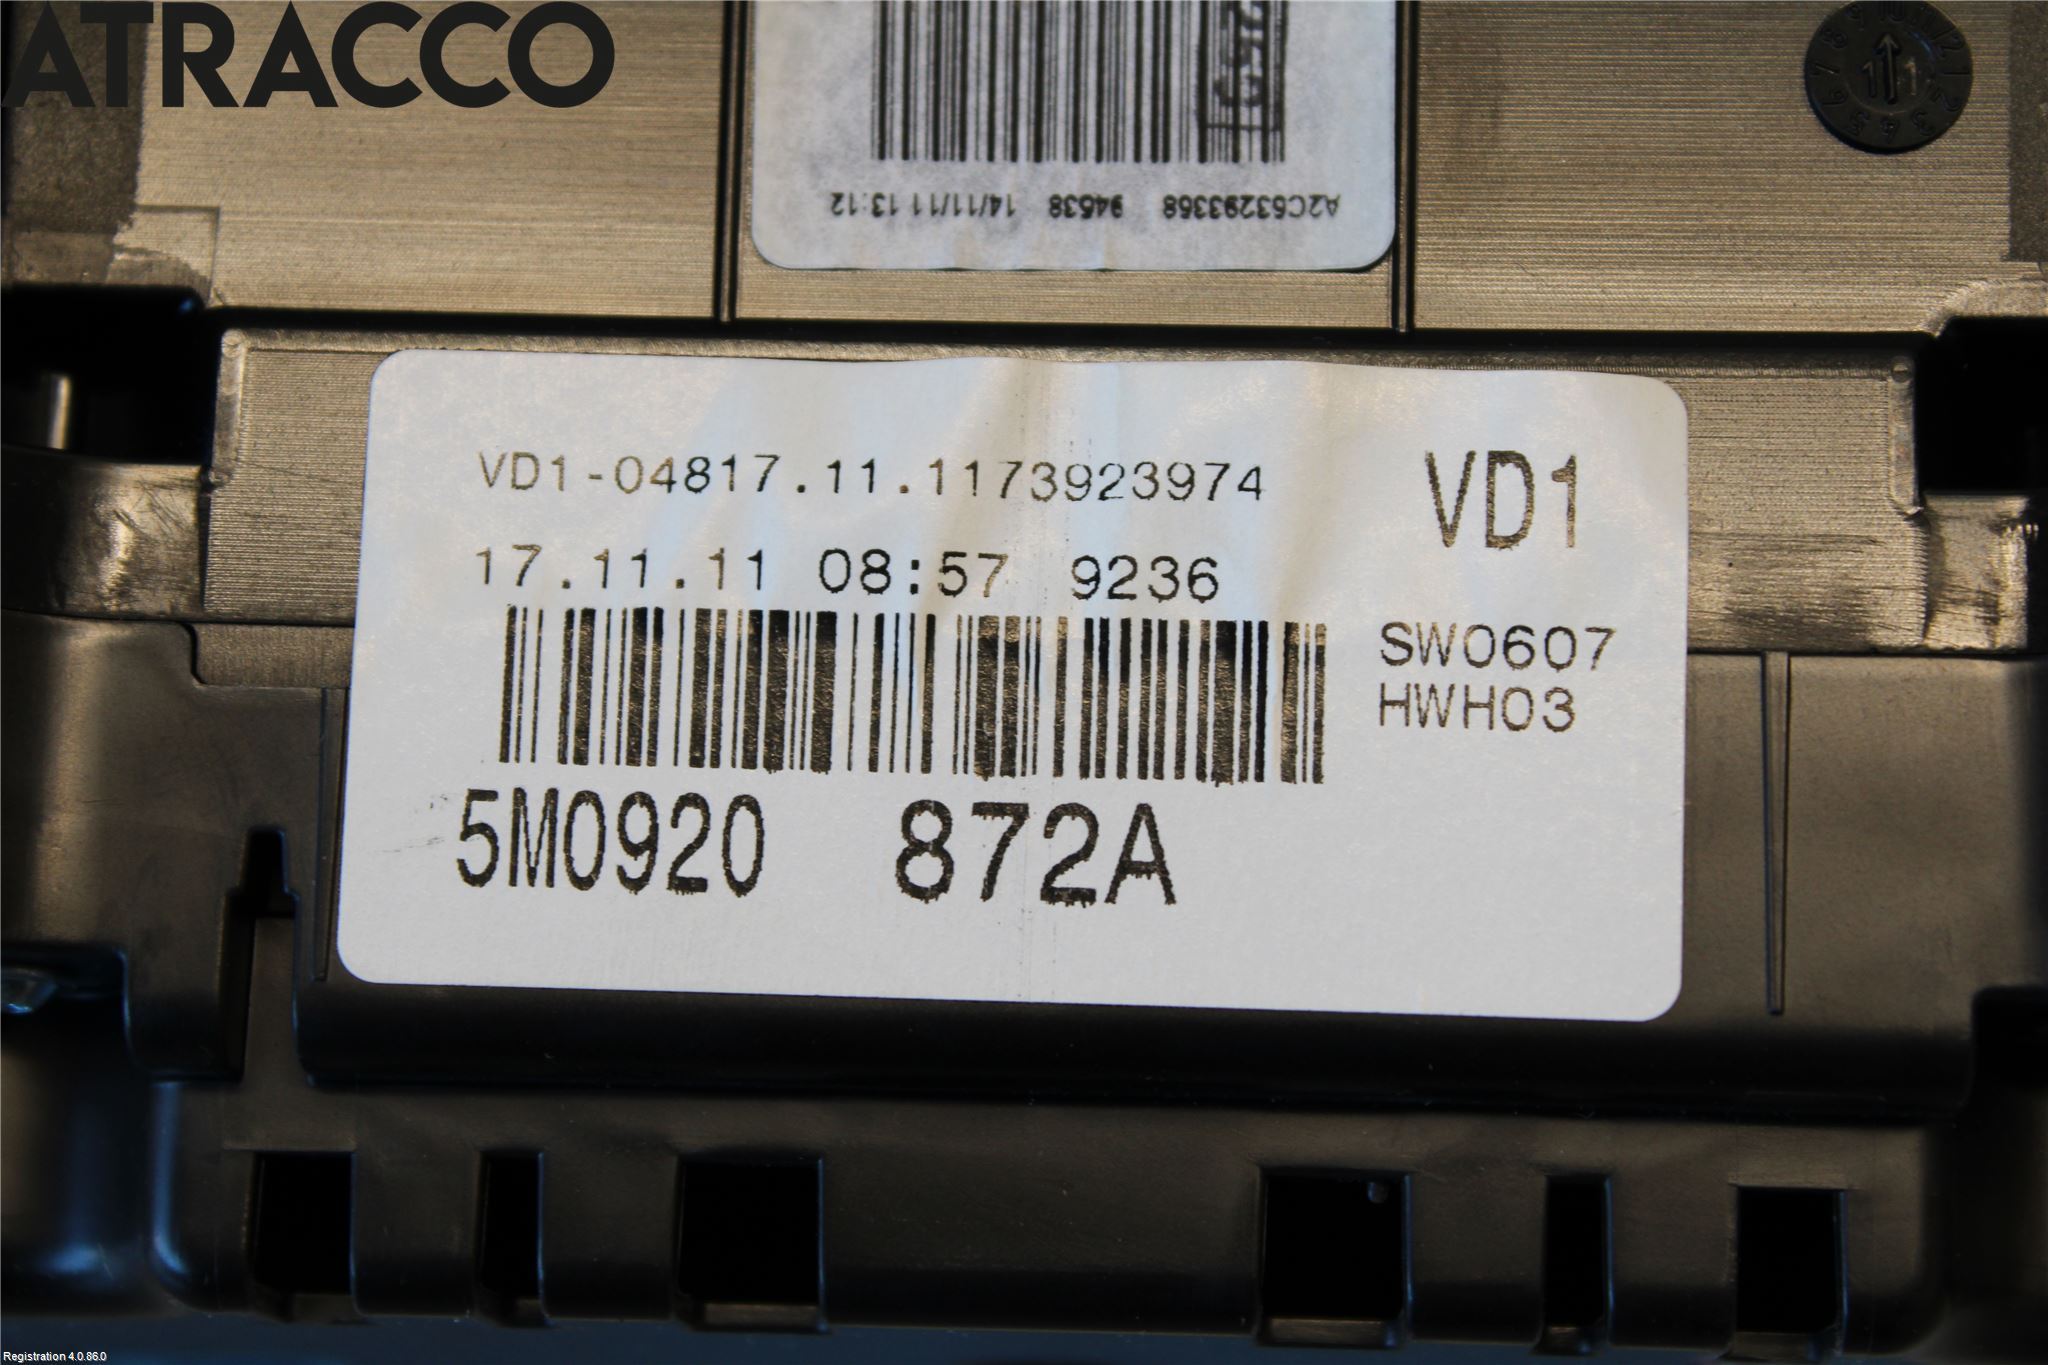 ATRACCO
A2C53293368 94538 14/11/11 13:12
VD1-04817.11.1173923974
VD1
17.11.11 08:57 9236
SW0607
HWH03
5M0920 872A
Registration 4.0.86.0